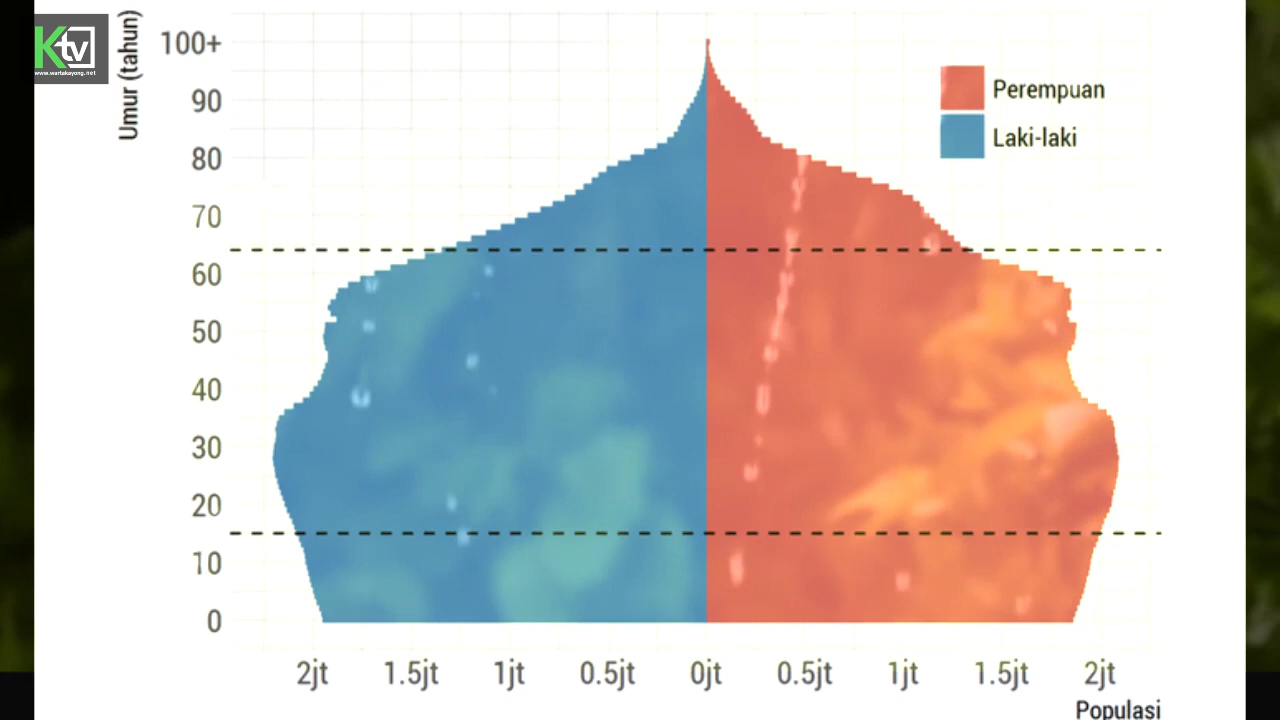 Ktv
www.wartakayong.net
Umur (tahun)
100+
90
80
70
60
50
40
30
20
10
0
Perempuan
Laki-laki
2jt 1.5jt 1jt 0.5jt 0jt 0.5jt 1jt 1.5jt 2jt
Populasi